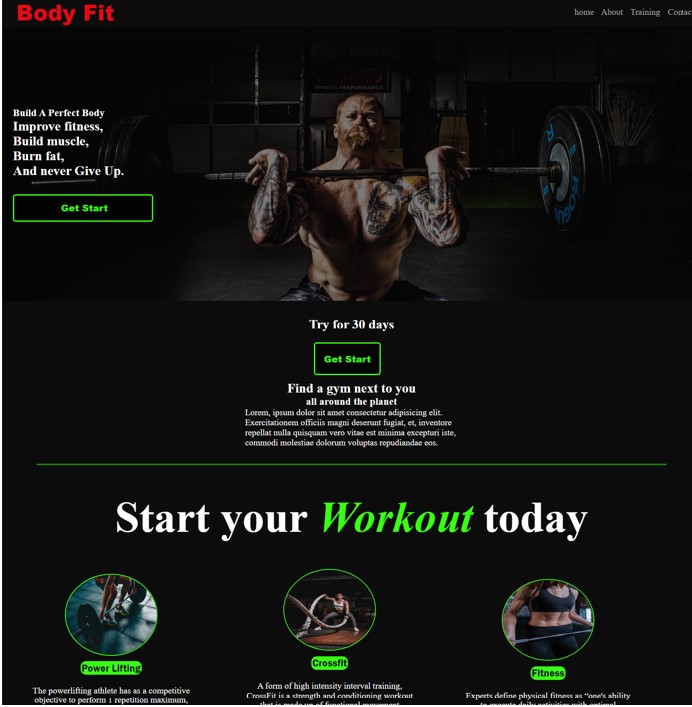 Body Fit
home About Training Contac
SPORTS PERFORMANCE
Build A Perfect Body
Improve fitness,
Build muscle,
Burn fat,
And never Give Up.
Get Start
ROGUE
Try for 30 days
Get Start
Find a gym next to you
all around the planet
Lorem, ipsum dolor sit amet consectetur adipisicing elit.
Exercitationem officiis magni deserunt fugiat, et, inventore
repellat nulla quisquam vero vitae est minima excepturi iste,
commodi molestiae dolorum voluptas repudiandae eos.
Start your Workout today
Power Lifting
Crossfit
Fitness
The powerlifting athlete has as a competitive
objective to perform 1 repetition maximum,
A form of high intensity interval training,
CrossFit is a strength and conditioning workout
that is made up of functional movement
Experts define physical fitness as “one's ability
to execute daily activities with optimal